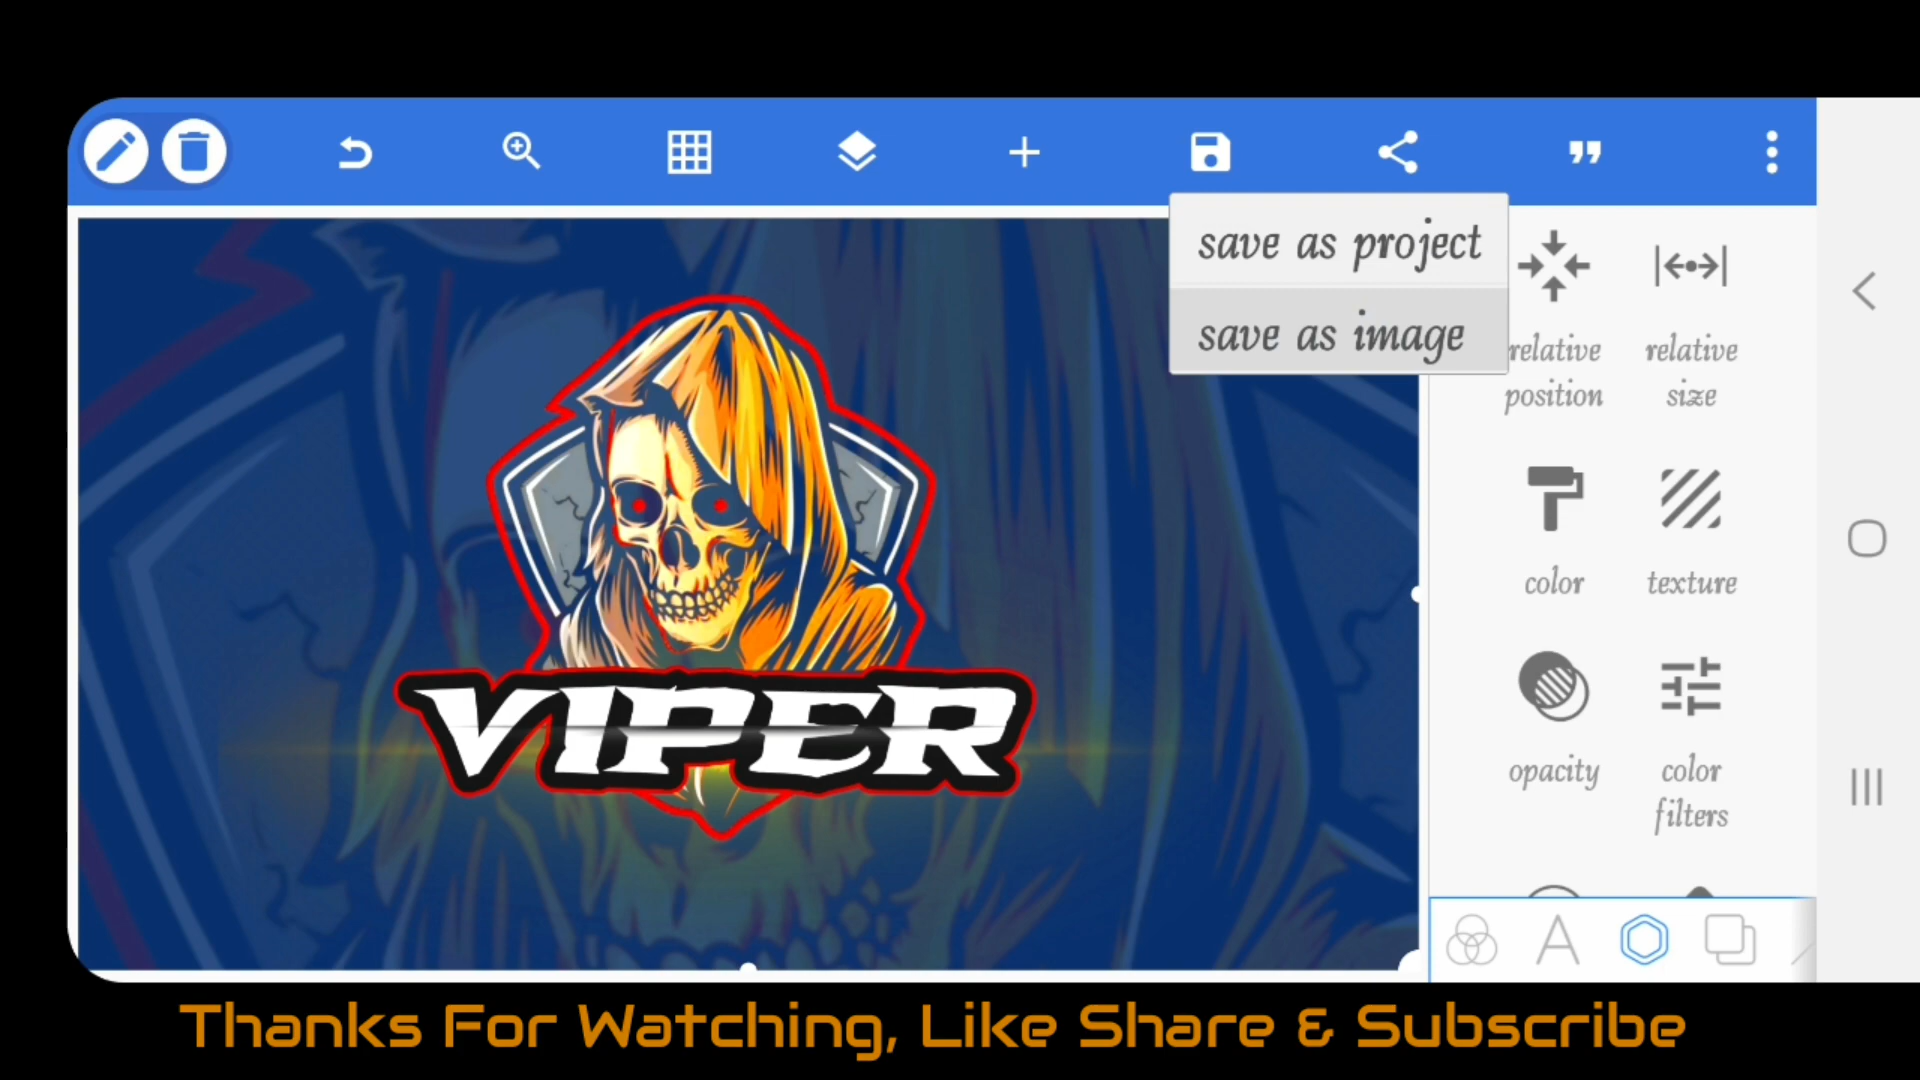 save as project
save as image
relative
position
relative
size
color
texture
opacity
color
filters
VIPER
Thanks For Watching, Like Share & Subscribe